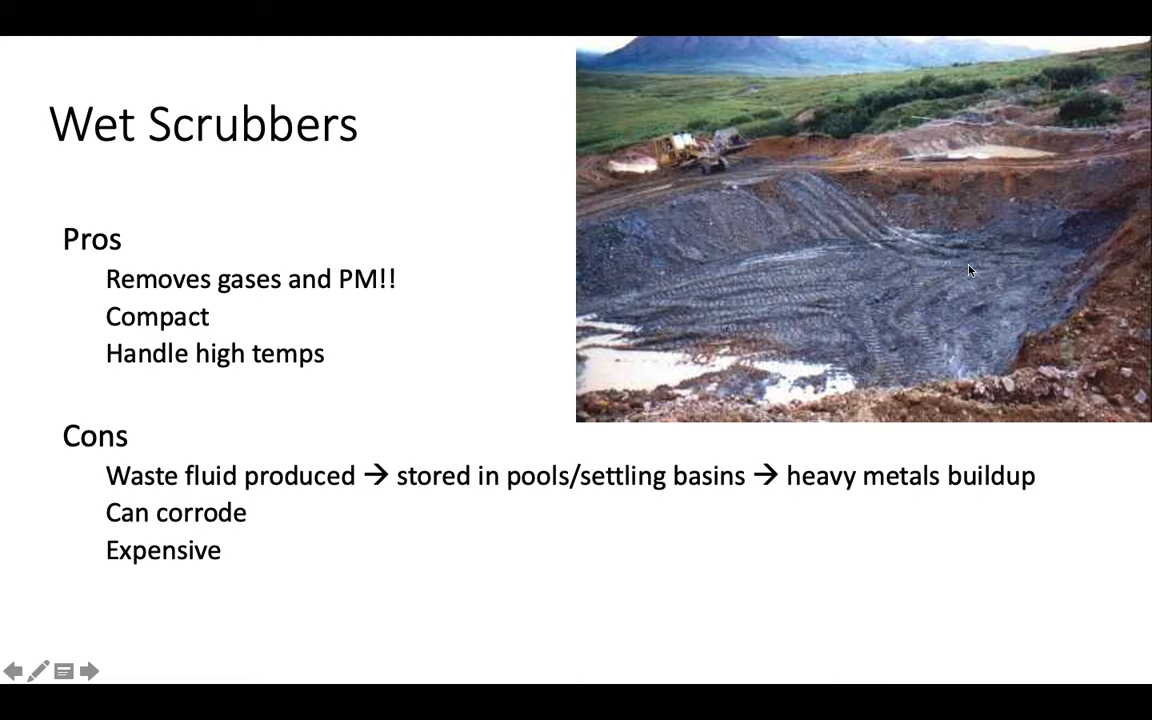 Wet Scrubbers
Pros
Removes gases and PM!!
Compact
Handle high temps
Cons
Waste fluid produced → stored in pools/settling basins → heavy metals buildup
Can corrode
Expensive